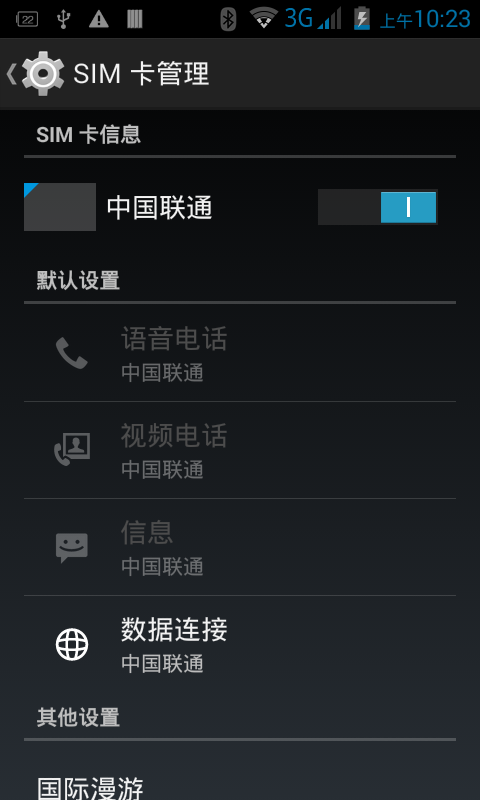 22 3G 上午10:23
SIM 卡管理
SIM 卡信息
中国联通
默认设置
语音电话
中国联通
视频电话
中国联通
信息
中国联通
数据连接
中国联通
其他设置
国际漫游